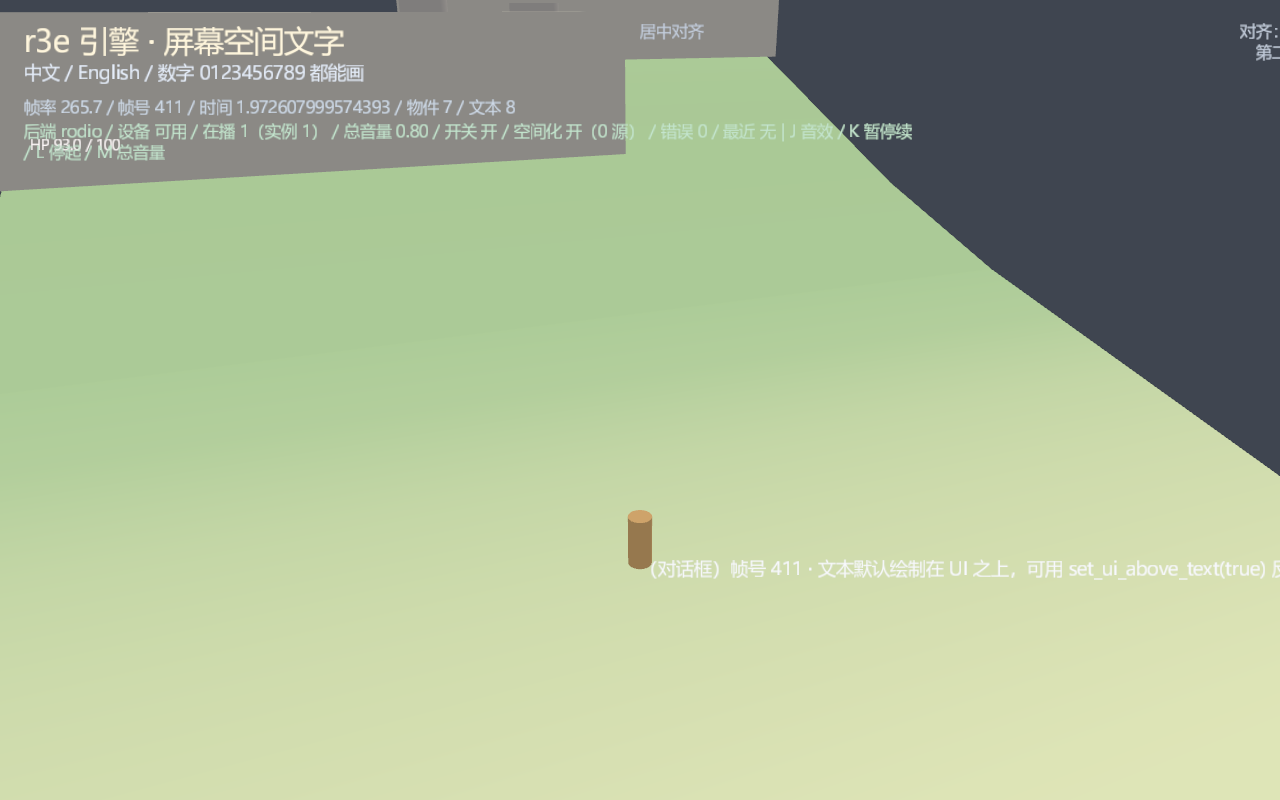 r3e 引擎 · 屏幕空间文字
居中对齐
对齐:
第二
中文 / English / 数字 0123456789 都能画
帧率 265.7 / 帧号 411 / 时间 1.972607999574393 / 物件 7 / 文本 8
后端 rodio / 设备 可用 / 在播 1（实例 1） / 总音量 0.80 / 开关 开 / 空间化 开（0 源） / 错误 0 / 最近 无 | J 音效 / K 暂停续
/ L 停起 / M 总音量
HP 93.0 / 100
（对话框）帧号 411 · 文本默认绘制在 UI 之上，可用 set_ui_above_text(true) 反